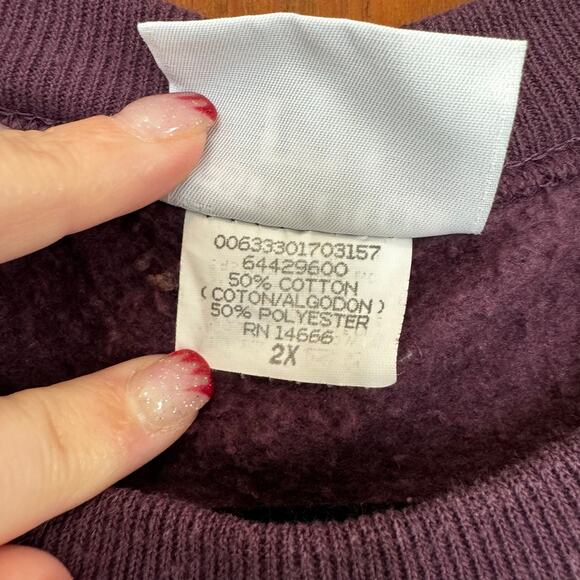 00633301703157
64429600
50% COTTON
(COTON/ALGODON)
50% POLYESTER
RN 14666
2X